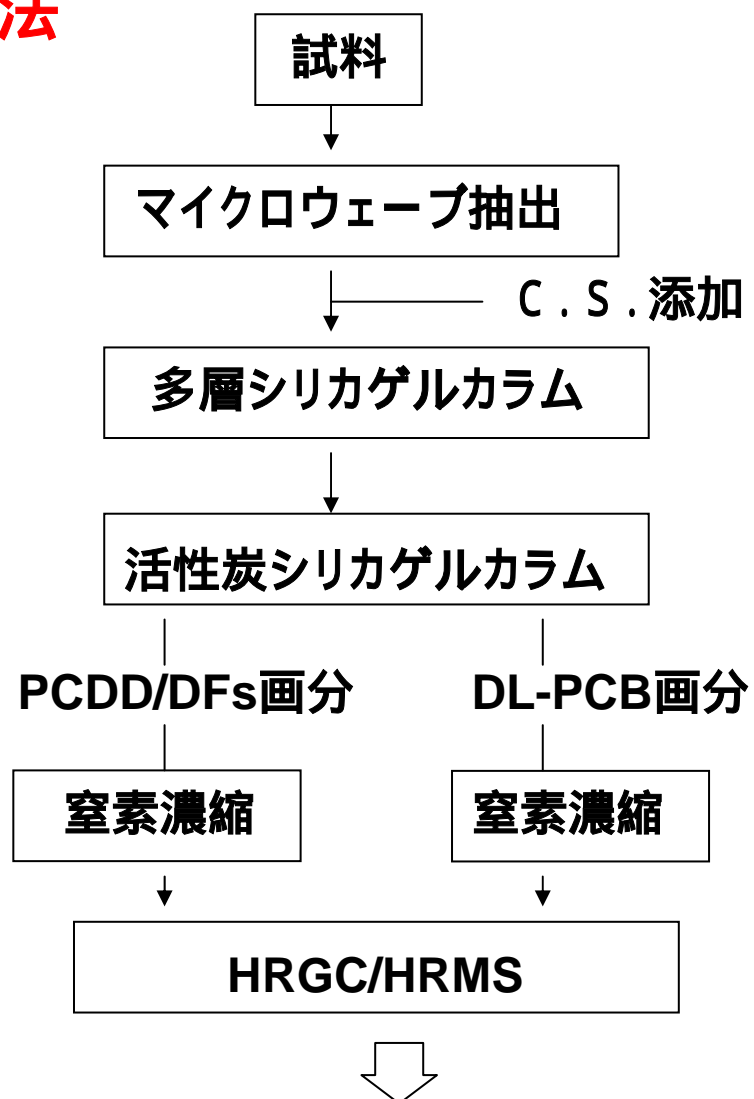 法
試料
マイクロウェーブ抽出
C.S.添加
多層シリカゲルカラム
活性炭シリカゲルカラム
PCDD/DFs画分 DL-PCB画分
窒素濃縮 窒素濃縮
HRGC/HRMS